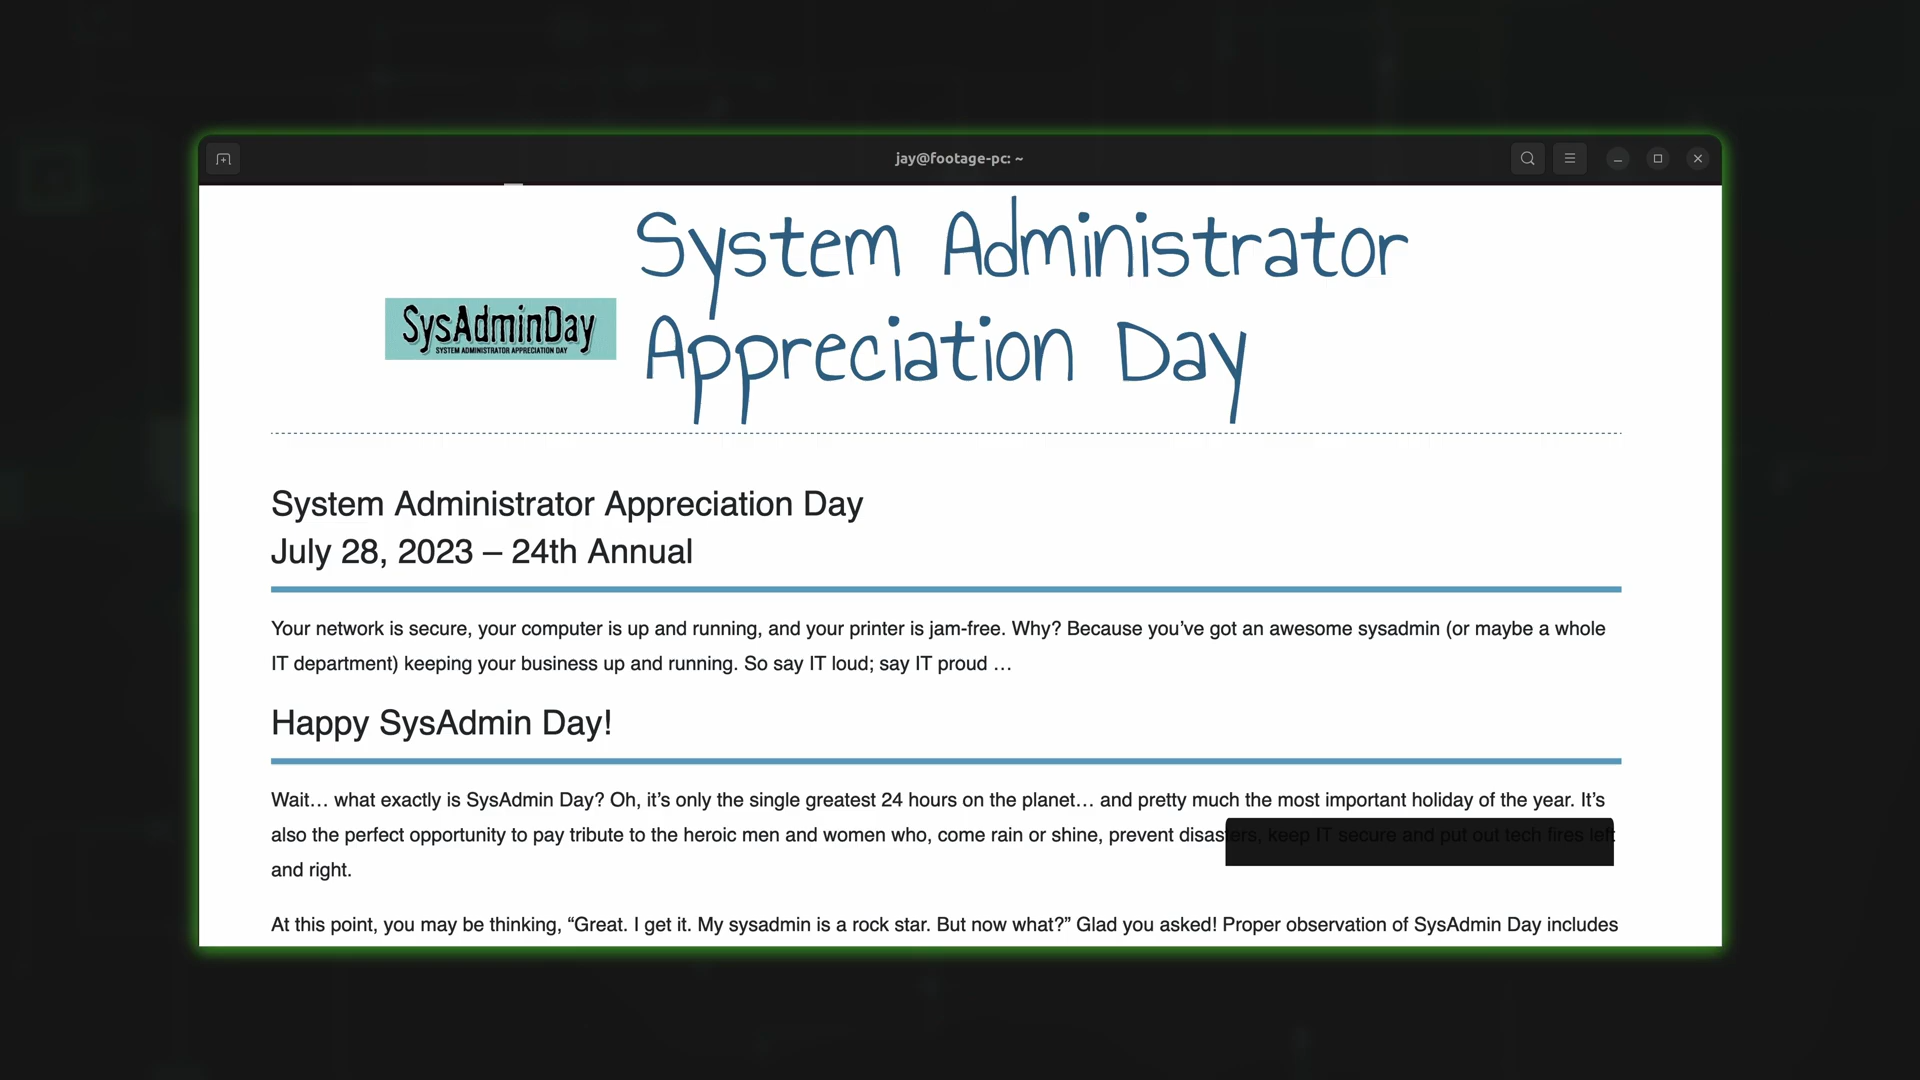 jay@footage-pc: ~
System Administrator
SysAdminDay
SYSTEM ADMINISTRATOR APPRECIATION DAY
Appreciation Day
System Administrator Appreciation Day
July 28, 2023 – 24th Annual
Your network is secure, your computer is up and running, and your printer is jam-free. Why? Because you’ve got an awesome sysadmin (or maybe a whole
IT department) keeping your business up and running. So say IT loud; say IT proud …
Happy SysAdmin Day!
Wait… what exactly is SysAdmin Day? Oh, it’s only the single greatest 24 hours on the planet… and pretty much the most important holiday of the year. It’s
also the perfect opportunity to pay tribute to the heroic men and women who, come rain or shine, prevent disasters, keep IT secure and put out tech fires left
and right.
At this point, you may be thinking, “Great. I get it. My sysadmin is a rock star. But now what?” Glad you asked! Proper observation of SysAdmin Day includes